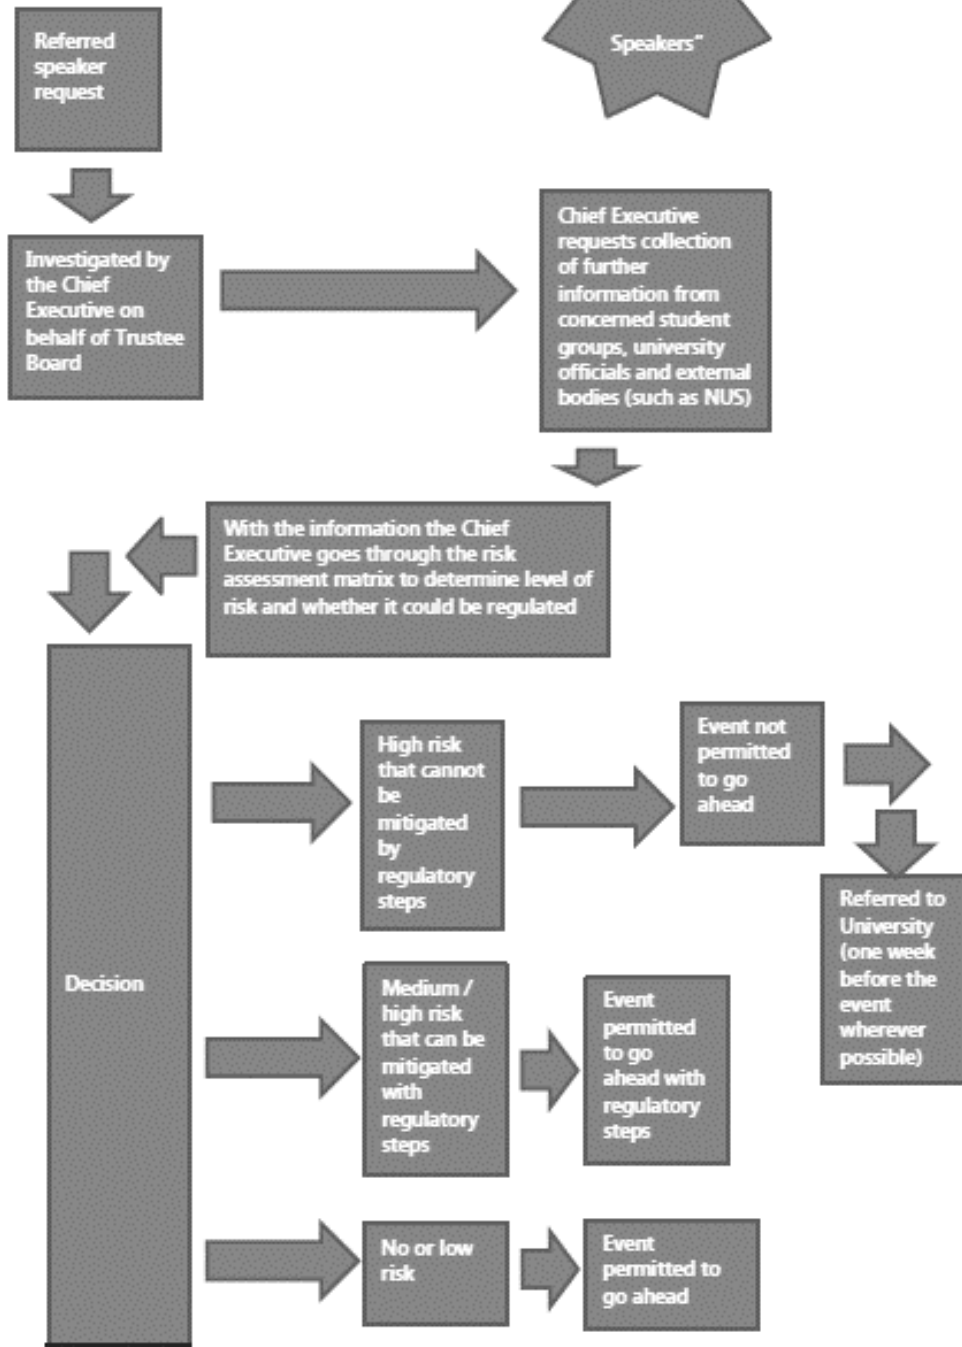 Referred
speaker
request
Speakers”
Investigated by
the Chief
Executive on
behalf of Trustee
Board
Chief Executive
requests collection
of further
information from
concerned student
groups, university
officials and external
bodies (such as NUS)
With the information the Chief
Executive goes through the risk
assessment matrix to determine level of
risk and whether it could be regulated
Decision
High risk
that cannot
be
mitigated
by
regulatory
steps
Event not
permitted
to go
ahead
Referred to
University
(one week
before the
event
wherever
possible)
Medium /
high risk
that can be
mitigated
with
regulatory
steps
Event
permitted
to go
ahead with
regulatory
steps
No or low
risk
Event
permitted to
go ahead